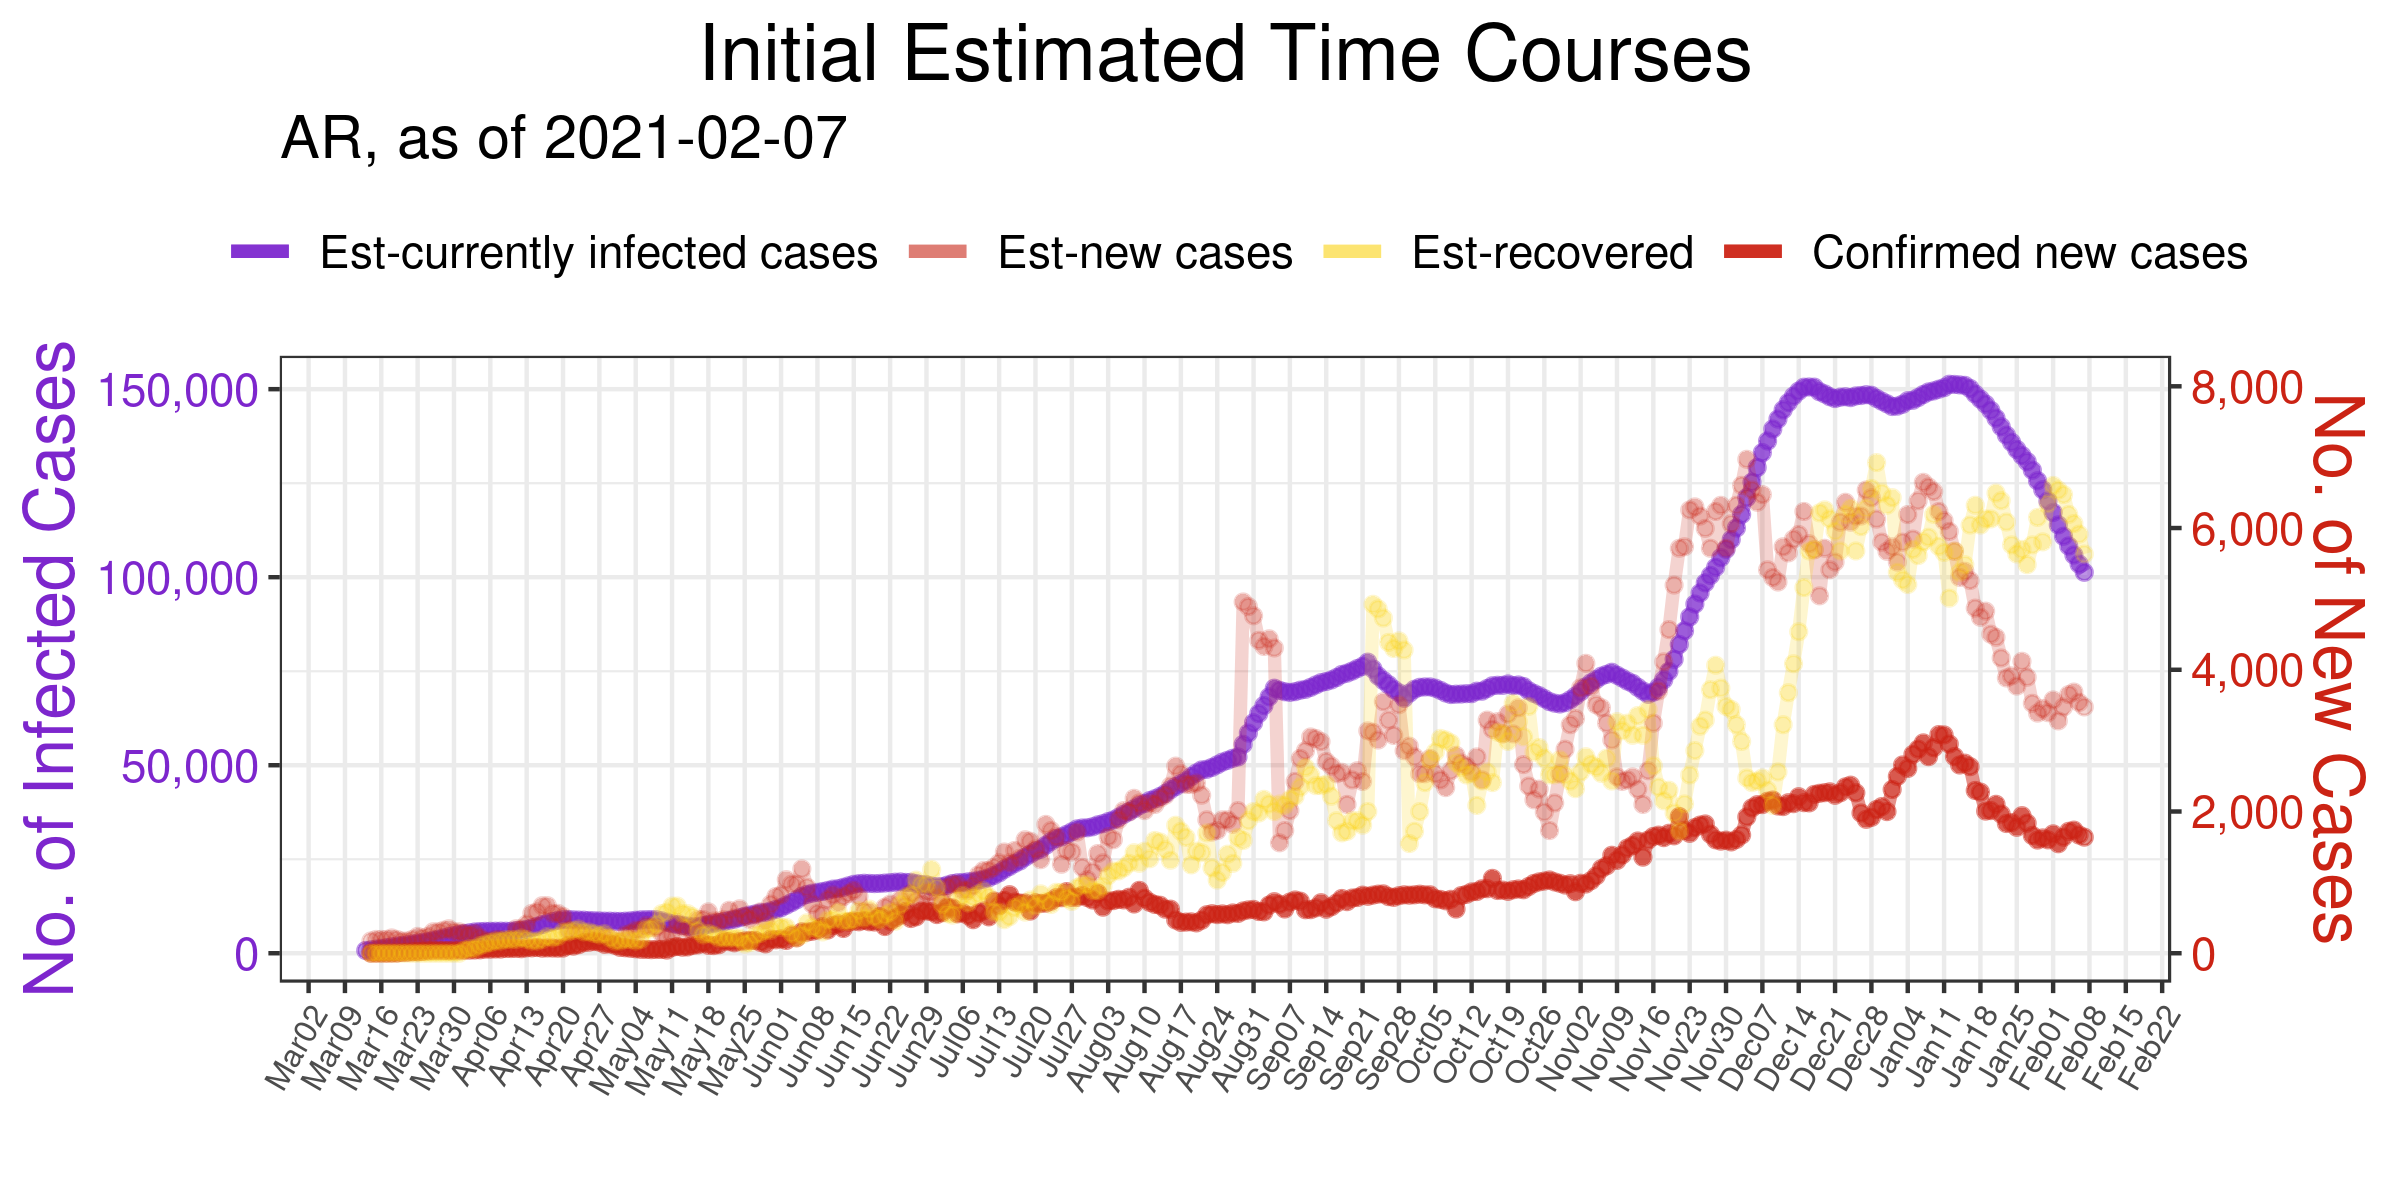 Initial Estimated Time Courses
AR, as of 2021-02-07
Est-currently infected cases Est-new cases Est-recovered Confirmed new cases
No. of Infected Cases
150,000
100,000
50,000
0
8,000
6,000
4,000
2,000
0
No. of New Cases
Mar02 Mar09 Mar16 Mar23 Mar30 Apr06 Apr13 Apr20 Apr27 May04 May11 May18 May25 Jun01 Jun08 Jun15 Jun22 Jun29 Jul06 Jul13 Jul20 Jul27 Aug03 Aug10 Aug17 Aug24 Aug31 Sep07 Sep14 Sep21 Sep28 Oct05 Oct12 Oct19 Oct26 Nov02 Nov09 Nov16 Nov23 Nov30 Dec07 Dec14 Dec21 Dec28 Jan04 Jan11 Jan18 Jan25 Feb01 Feb08 Feb15 Feb22